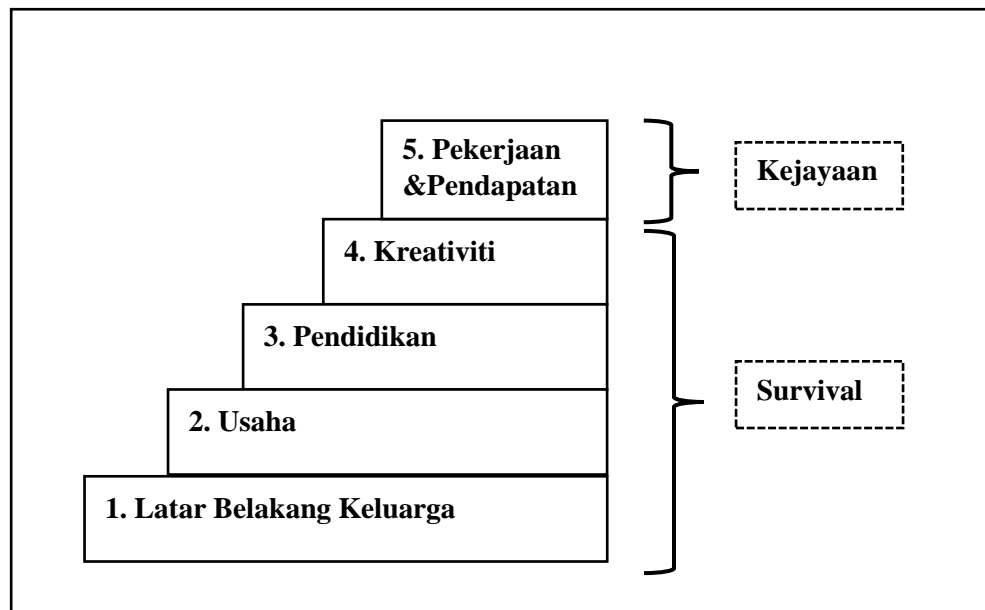 5. Pekerjaan
&Pendapatan
Kejayaan
4. Kreativiti
3. Pendidikan
Survival
2. Usaha
1. Latar Belakang Keluarga